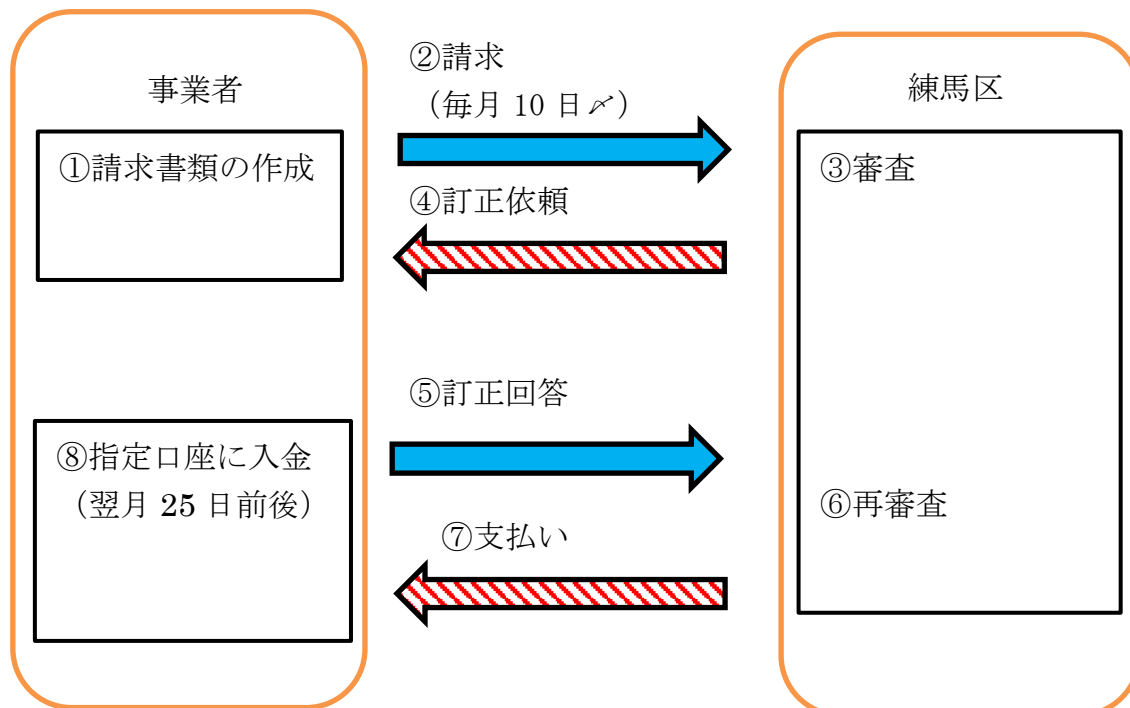 事業者
①請求書類の作成
②請求
（毎月 10 日〆）
練馬区
③審査
④訂正依頼
⑤訂正回答
⑥再審査
⑦支払い
⑧指定口座に入金
（翌月 25 日前後）